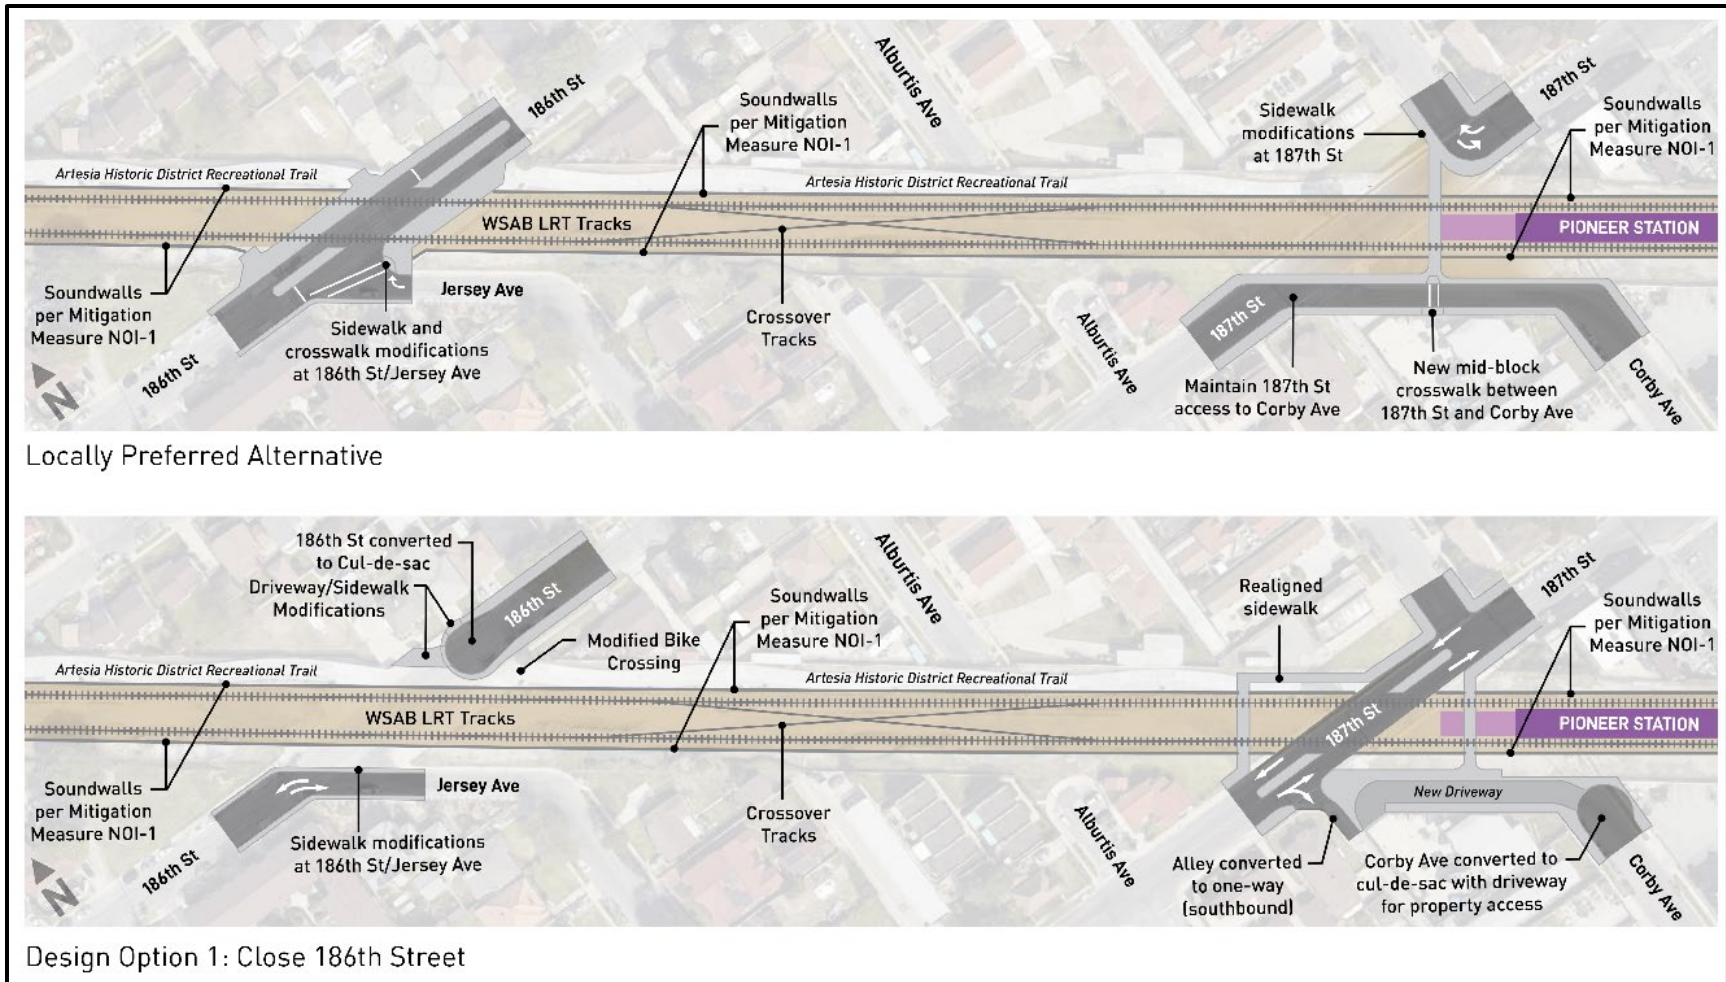 186th St
Soundwalls
per Mitigation
Measure NOI-1
Alburtis Ave
Sidewalk
modifications
at 187th St
187th St
Soundwalls
per Mitigation
Measure NOI-1
Artesia Historic District Recreational Trail
Artesia Historic District Recreational Trail
WSAB LRT Tracks
PIONEER STATION
Soundwalls
per Mitigation
Measure NOI-1
Jersey Ave
Sidewalk and
crosswalk modifications
at 186th St/Jersey Ave
186th St
N
Crossover
Tracks
Alburtis Ave
187th St
Maintain 187th St
access to Corby Ave
New mid-block
crosswalk between
187th St and Corby Ave
Corby Ave
Locally Preferred Alternative
186th St converted
to Cul-de-sac
Driveway/Sidewalk
Modifications
186th St
Modified Bike
Crossing
Soundwalls
per Mitigation
Measure NOI-1
Alburtis Ave
Realigned
sidewalk
187th St
Soundwalls
per Mitigation
Measure NOI-1
Artesia Historic District Recreational Trail
Artesia Historic District Recreational Trail
WSAB LRT Tracks
187th St
PIONEER STATION
Soundwalls
per Mitigation
Measure NOI-1
Jersey Ave
Sidewalk modifications
at 186th St/Jersey Ave
186th St
N
Crossover
Tracks
Alburtis Ave
New Driveway
Alley converted
to one-way
(southbound)
Corby Ave converted to
cul-de-sac with driveway
for property access
Corby Ave
Design Option 1: Close 186th Street